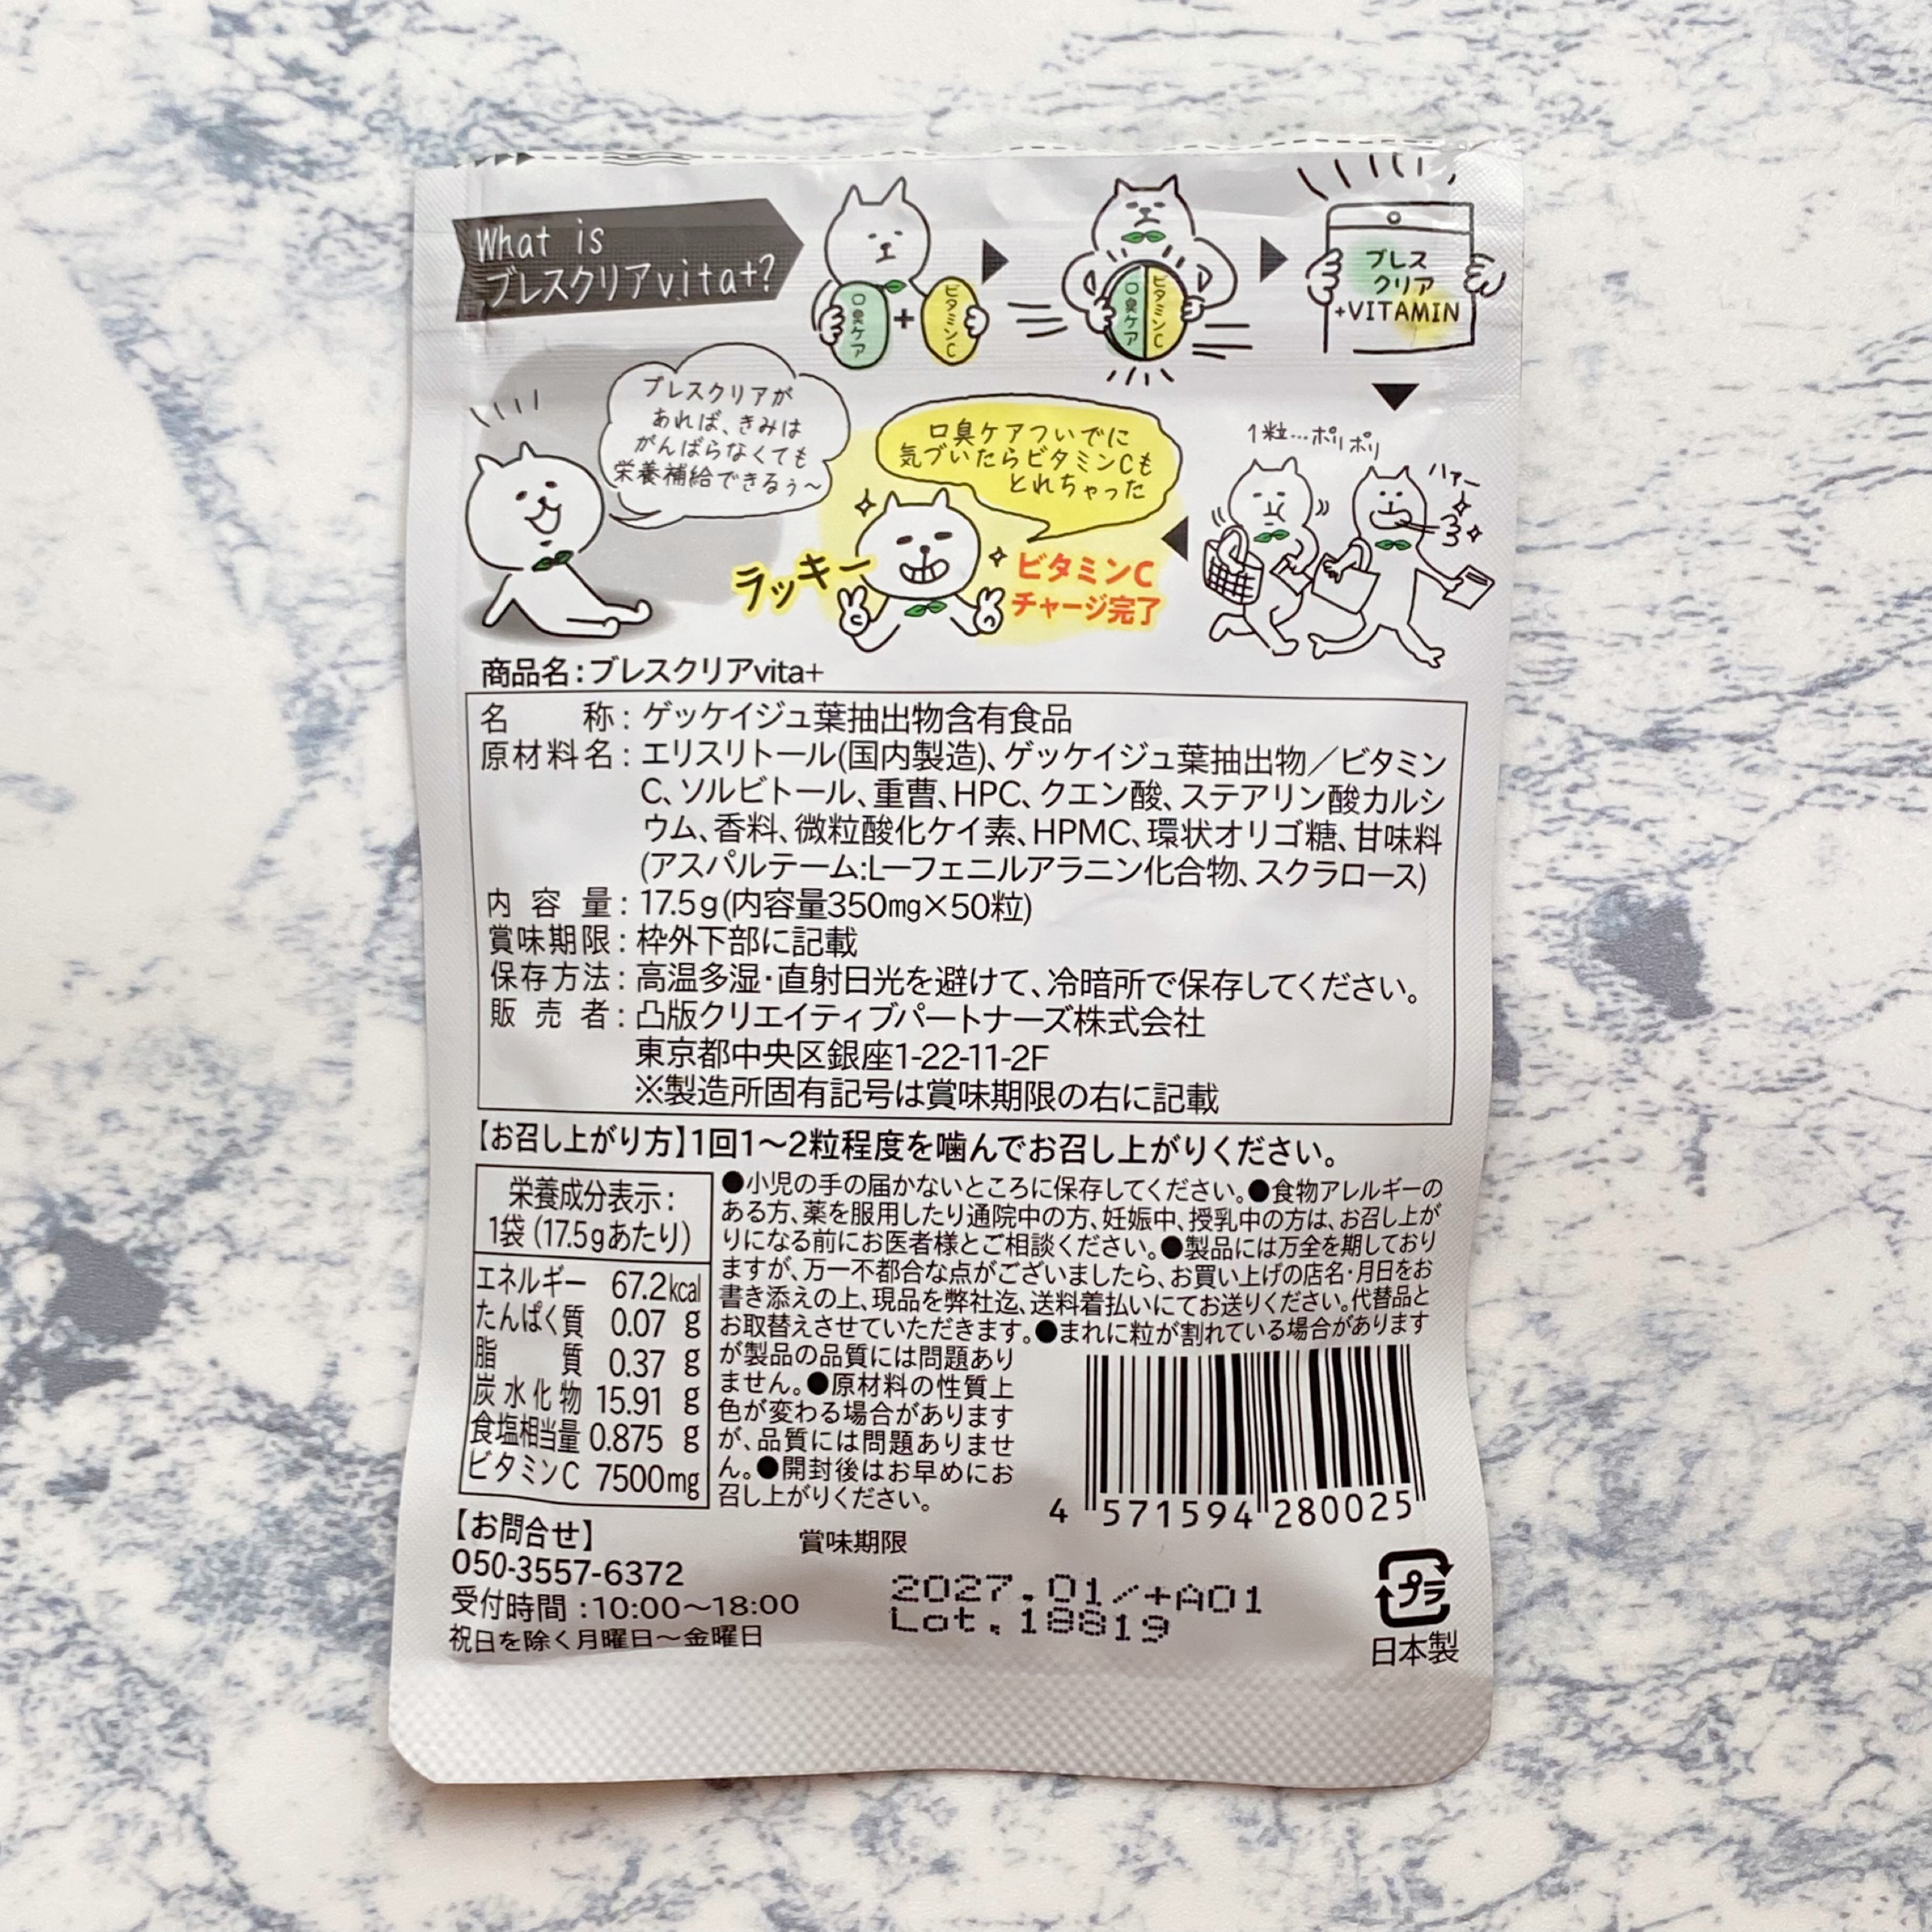 What is
ブレスクリアvita+?
口臭ケア
+
ビタミンC
口臭ケア
ビタミンC
ブレス
クリア
+VITAMIN
ブレスクリアが
あれば、きみは
がんばらなくても
栄養補給できるぅ〜
口臭ケアついでに
気づいたらビタミンCも
とれちゃった
1粒…ポリポリ
ハァー
ラッキー
ビタミンC
チャージ完了
商品名:ブレスクリアvita+
名称:ゲッケイジュ葉抽出物含有食品
原材料名:エリスリトール(国内製造)、ゲッケイジュ葉抽出物/ビタミン
C、ソルビトール、重曹、HPC、クエン酸、ステアリン酸カルシ
ウム、香料、微粒酸化ケイ素、HPMC、環状オリゴ糖、甘味料
(アスパルテーム:L-フェニルアラニン化合物、スクラロース)
内容量:17.5g(内容量350mg×50粒)
賞味期限:枠外下部に記載
保存方法:高温多湿・直射日光を避けて、冷暗所で保存してください。
販売者:凸版クリエイティブパートナーズ株式会社
東京都中央区銀座1-22-11-2F
※製造所固有記号は賞味期限の右に記載
【お召し上がり方】1回1〜2粒程度を噛んでお召し上がりください。
栄養成分表示:
1袋(17.5gあたり)
エネルギー 67.2kcal
たんぱく質 0.07 g
脂質 0.37 g
炭水化物 15.91 g
食塩相当量 0.875 g
ビタミンC 7500mg
●小児の手の届かないところに保存してください。●食物アレルギーの
ある方、薬を服用したり通院中の方、妊娠中、授乳中の方は、お召し上が
りになる前にお医者様とご相談ください。●製品には万全を期しており
ますが、万一不都合な点がございましたら、お買い上げの店名・月日をお
書き添えの上、現品を弊社迄、送料着払いにてお送りください。代替品と
お取替えさせていただきます。●まれに粒が割れている場合があります
が製品の品質には問題あり
ません。●原材料の性質上
色が変わる場合があります
が、品質には問題ありませ
ん。●開封後はお早めにお
召し上がりください。
4 571594 280025
【お問合せ】
050-3557-6372
受付時間:10:00〜18:00
祝日を除く月曜日〜金曜日
賞味期限
2027.01/+A01
Lot.18819
プラ
日本製